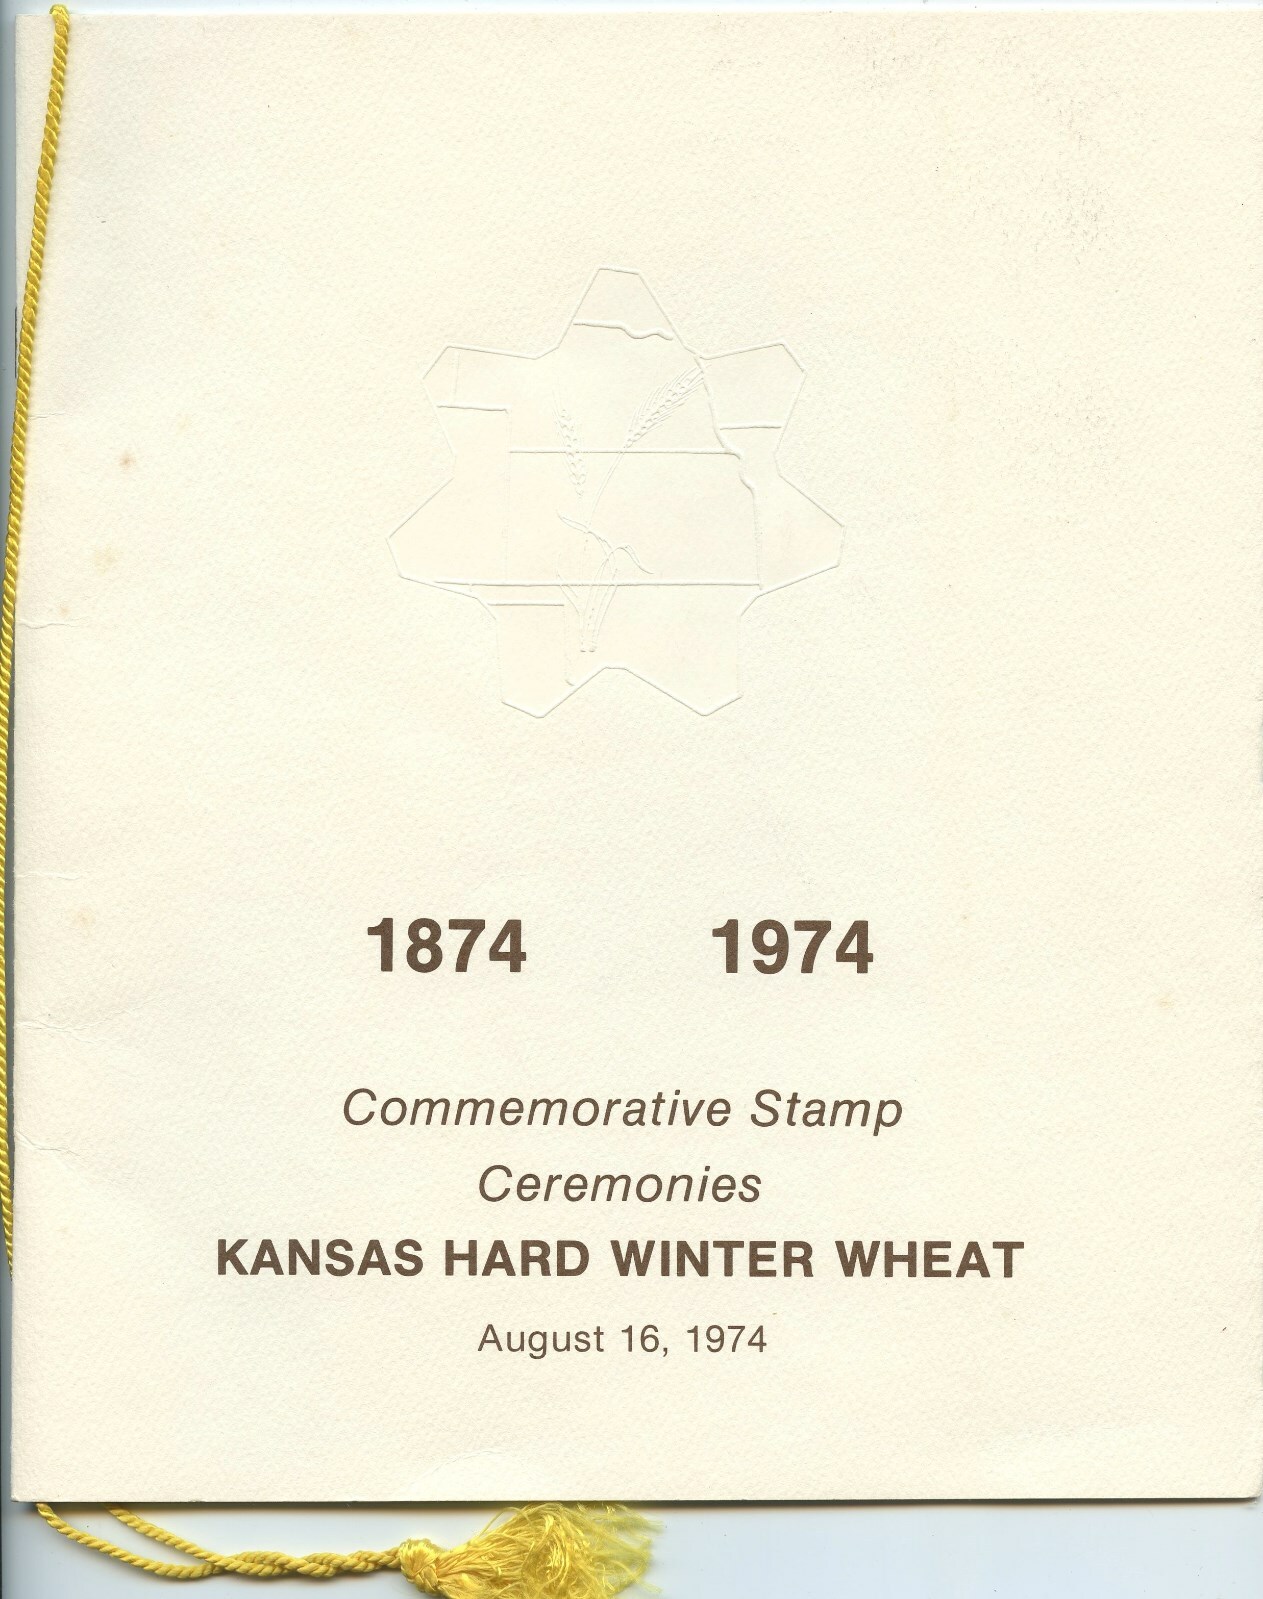 1874 1974
Commemorative Stamp
Ceremonies
KANSAS HARD WINTER WHEAT
August 16, 1974